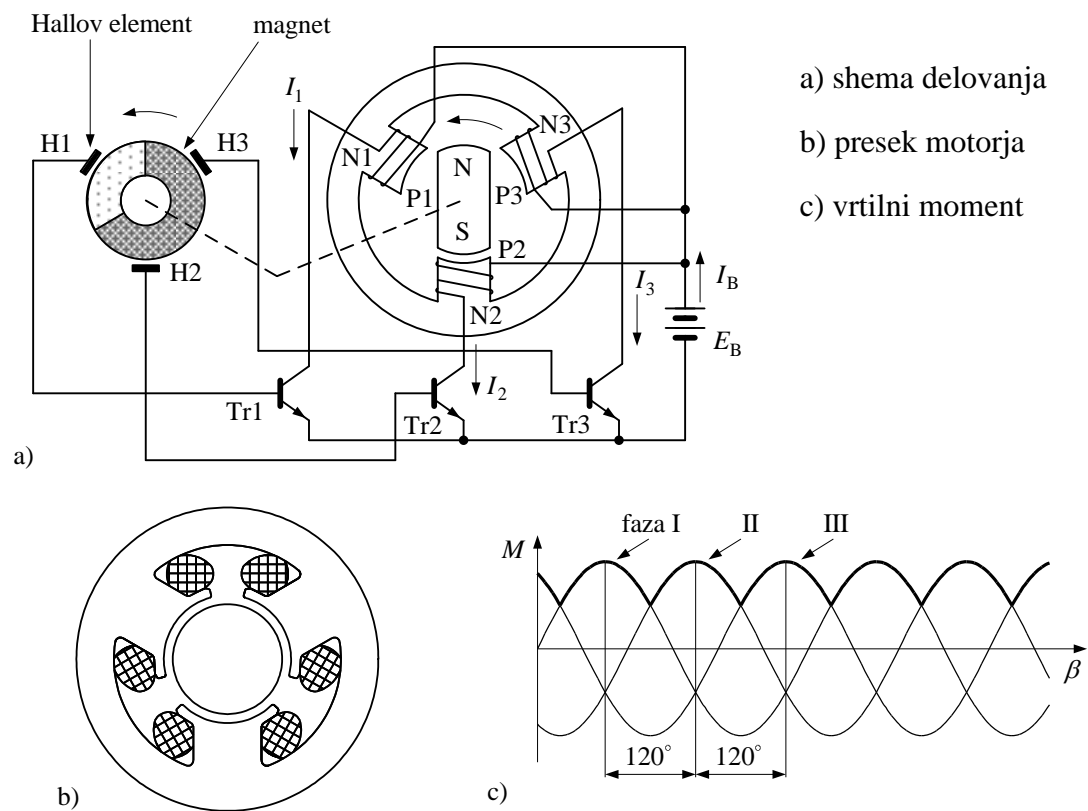 Hallov element
magnet
a) shema delovanja
b) presek motorja
c) vrtilni moment
I1
H1
H3
H2
N1
N3
P1
N
P3
S
P2
N2
I3
IB
EB
I2
Tr1
Tr2
Tr3
a)
faza I
II
III
M
β
120°
120°
b)
c)